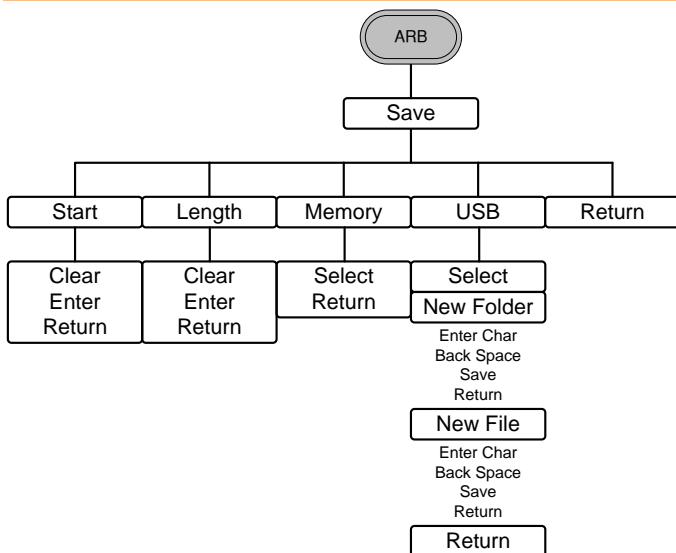 ARB
Save
Start
Length
Memory
USB
Return
Clear
Enter
Return
Clear
Enter
Return
Select
Return
Select
New Folder
Enter Char
Back Space
Save
Return
New File
Enter Char
Back Space
Save
Return
Return